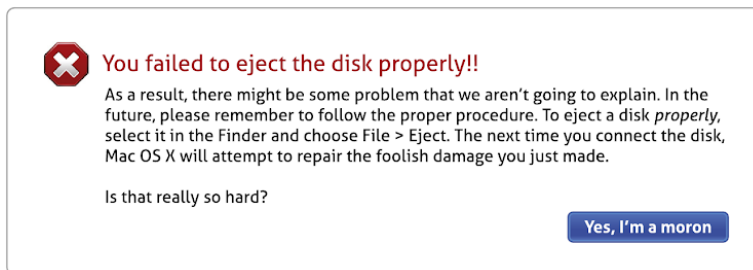 You failed to eject the disk properly!!
As a result, there might be some problem that we aren't going to explain. In the
future, please remember to follow the proper procedure. To eject a disk properly,
select it in the Finder and choose File > Eject. The next time you connect the disk,
Mac OS X will attempt to repair the foolish damage you just made.
Is that really so hard?
Yes, I'm a moron